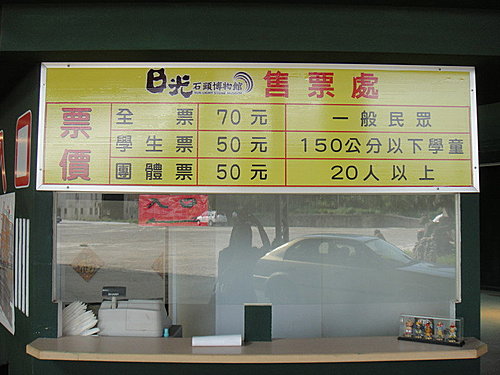 日光 石頭博物館 售票處
票價
全票 70元 一般民眾
學生票 50元 150公分以下學童
團體票 50元 20人以上